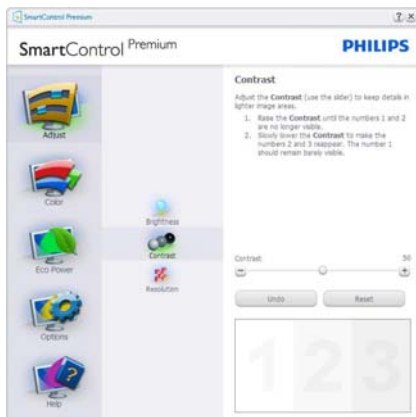 SmartControl Premium
? x
SmartControl Premium
PHILIPS
Adjust
Color
Eco Power
Options
Help
Brightness
Contrast
Resolution
Contrast
Adjust the Contrast (use the slider) to keep details in
lighter image areas.
1. Raise the Contrast until the numbers 1 and 2
are no longer visible.
2. Slowly lower the Contrast to make the
numbers 2 and 3 reappear. The number 1
should remain barely visible.
Contrast 50
- +
Undo Reset
1 2 3